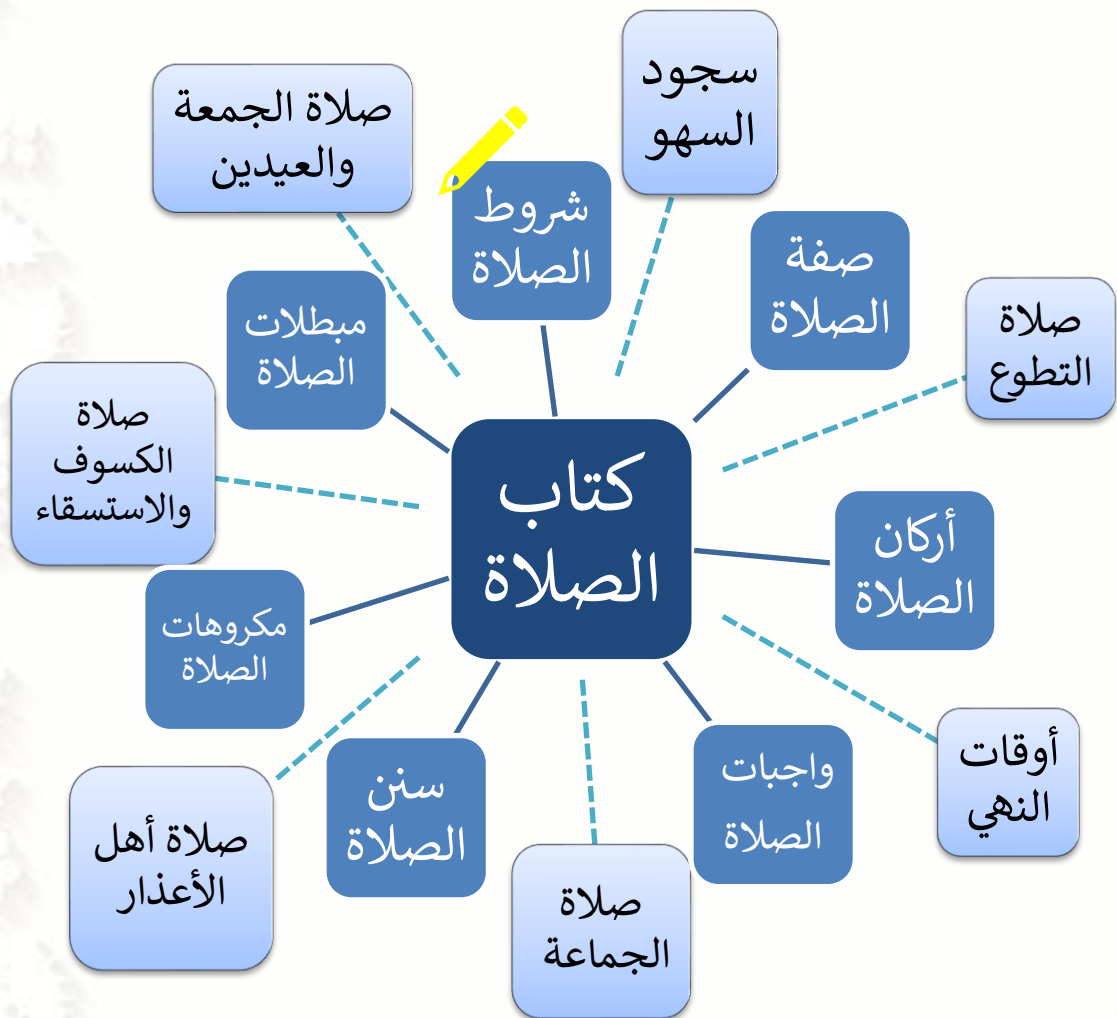 كتاب
الصلاة
شروط
الصلاة
سجود
السهو
صفة
الصلاة
صلاة
التطوع
أركان
الصلاة
أوقات
النهي
واجبات
الصلاة
صلاة
الجماعة
سنن
الصلاة
صلاة أهل
الأعذار
مكروهات
الصلاة
صلاة
الكسوف
والاستسقاء
مبطلات
الصلاة
صلاة الجمعة
والعيدين